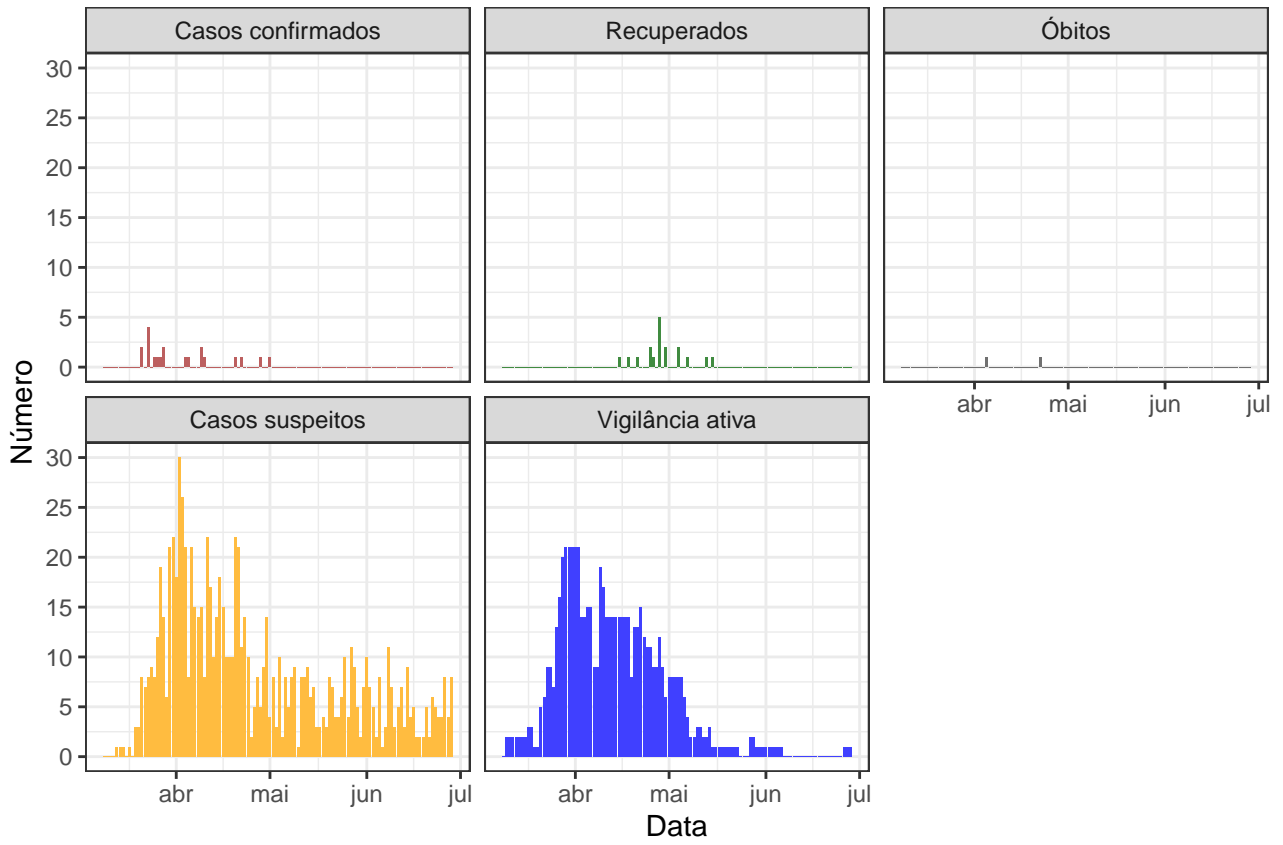 Casos confirmados
Recuperados
Óbitos
30
25
20
15
10
5
0
abr mai jun jul
Número
Casos suspeitos
Vigilância ativa
30
25
20
15
10
5
0
abr mai jun jul
abr mai jun jul
Data